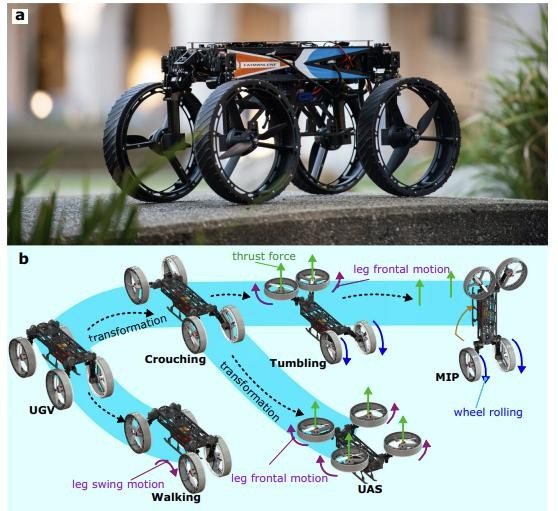 a
b
thrust force
leg frontal motion
transformation
Crouching
Tumbling
MIP
UGV
transformation
wheel rolling
leg swing motion
leg frontal motion
Walking
UAS